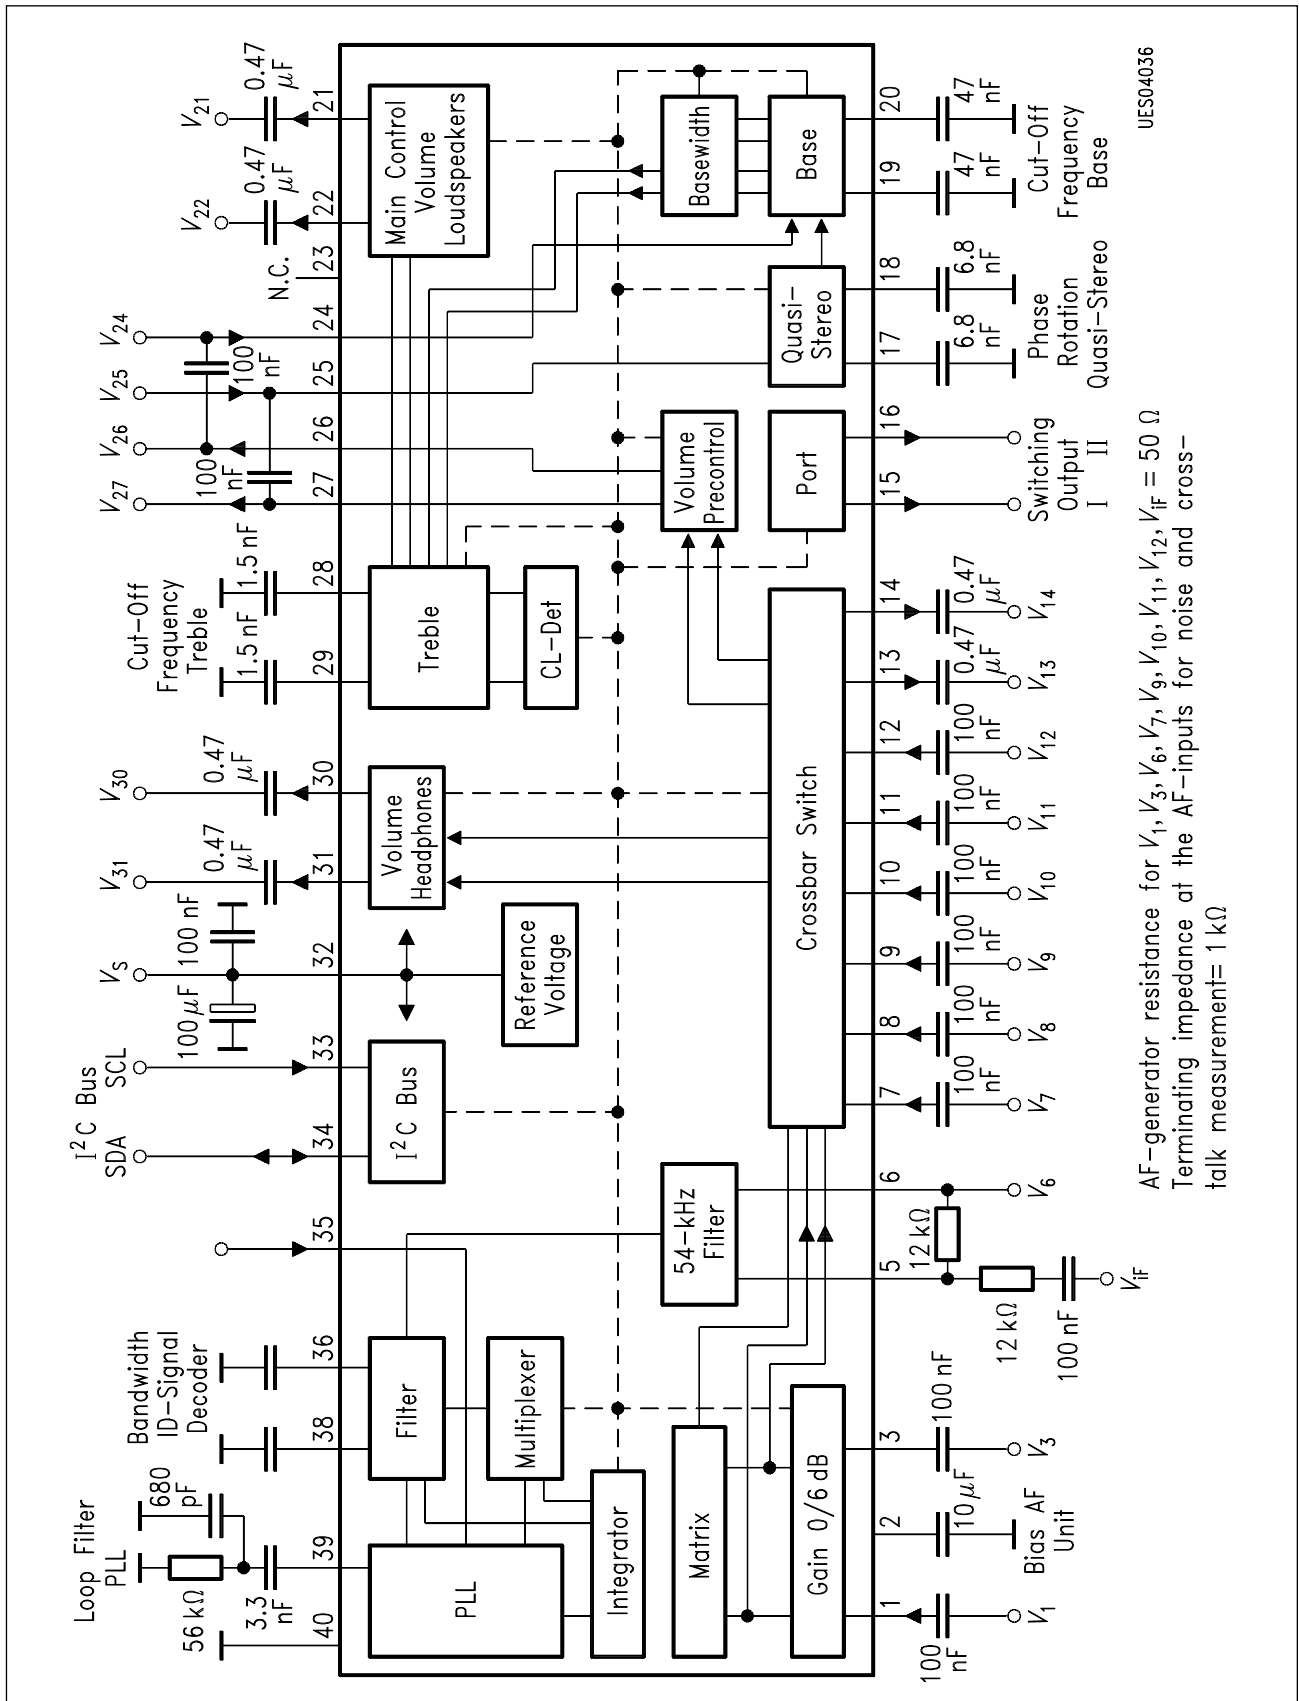 Loop Filter
PLL
Bandwidth
ID-Signal
Decoder
I²C Bus
SDA
SCL
V_S
V₃₁
V₃₀
Cut-Off
Frequency
Treble
V₂₇
V₂₆
V₂₅
V₂₄
N.C.
V₂₂
V₂₁
56 kΩ
680
pF
3.3
nF
100 μF
100 nF
0.47
μF
0.47
μF
1.5 nF
1.5 nF
100
nF
100
nF
0.47
μF
0.47
μF
40
39
38
36
35
34
33
32
31
30
29
28
27
26
25
24
23
22
21
PLL
Filter
Multiplexer
Integrator
I²C Bus
Reference
Voltage
Volume
Headphones
Treble
CL-Det
Main Control
Volume
Loudspeakers
Matrix
Gain 0/6 dB
54-kHz
Filter
Crossbar Switch
Volume
Precontrol
Port
Quasi-
Stereo
Basewidth
Base
1
2
3
5
6
7
8
9
10
11
12
13
14
15
16
17
18
19
20
100
nF
10 μF
100 nF
12 kΩ
12 kΩ
100 nF
100
nF
100
nF
100
nF
100
nF
100
nF
100
nF
0.47
μF
0.47
μF
6.8
nF
6.8
nF
47
nF
47
nF
V₁
Bias AF
Unit
V₃
V_iF
V₆
V₇
V₈
V₉
V₁₀
V₁₁
V₁₂
V₁₃
V₁₄
Switching
Output
I II
Phase
Rotation
Quasi-Stereo
Cut-Off
Frequency
Base
AF-generator resistance for V₁, V₃, V₆, V₇, V₉, V₁₀, V₁₁, V₁₂, V_iF = 50 Ω
Terminating impedance at the AF-inputs for noise and cross-
talk measurement= 1 kΩ
UES04036